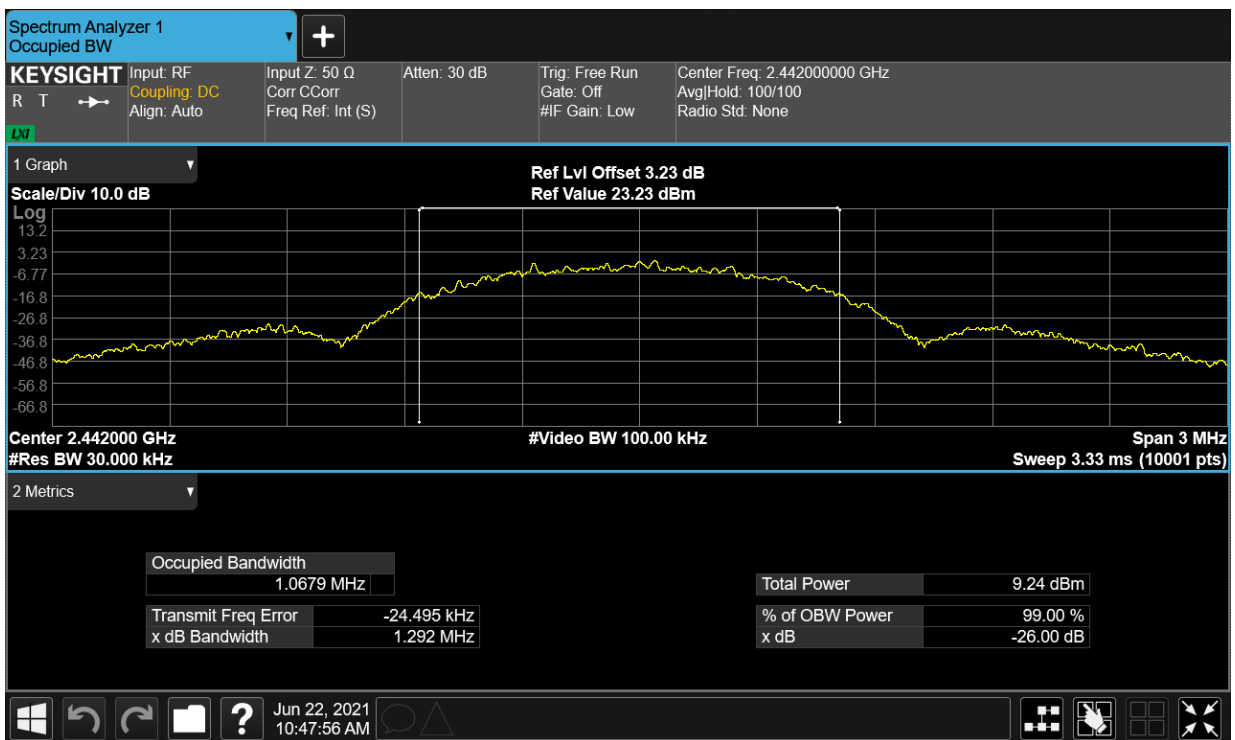 Spectrum Analyzer 1
Occupied BW
+
KEYSIGHT
R T
LXI
Input: RF
Coupling: DC
Align: Auto
Input Z: 50 Ω
Corr CCorr
Freq Ref: Int (S)
Atten: 30 dB
Trig: Free Run
Gate: Off
#IF Gain: Low
Center Freq: 2.442000000 GHz
Avg|Hold: 100/100
Radio Std: None
1 Graph
Scale/Div 10.0 dB
Ref Lvl Offset 3.23 dB
Ref Value 23.23 dBm
Log
13.2
3.23
-6.77
-16.8
-26.8
-36.8
-46.8
-56.8
-66.8
Center 2.442000 GHz
#Video BW 100.00 kHz
Span 3 MHz
#Res BW 30.000 kHz
Sweep 3.33 ms (10001 pts)
2 Metrics
Occupied Bandwidth
1.0679 MHz
Transmit Freq Error -24.495 kHz
x dB Bandwidth 1.292 MHz
Total Power 9.24 dBm
% of OBW Power 99.00 %
x dB -26.00 dB
?
Jun 22, 2021
10:47:56 AM